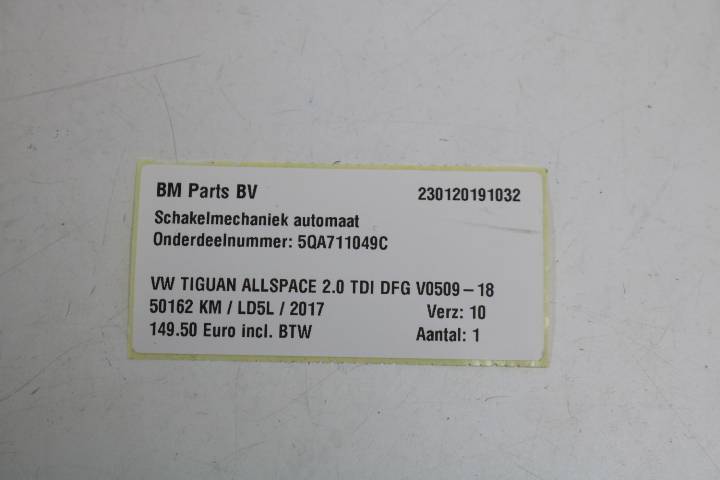 BM Parts BV 230120191032
Schakelmechaniek automaat
Onderdeelnummer: 5QA711049C
VW TIGUAN ALLSPACE 2.0 TDI DFG V0509-18
50162 KM / LD5L / 2017 Verz: 10
149.50 Euro incl. BTW Aantal: 1